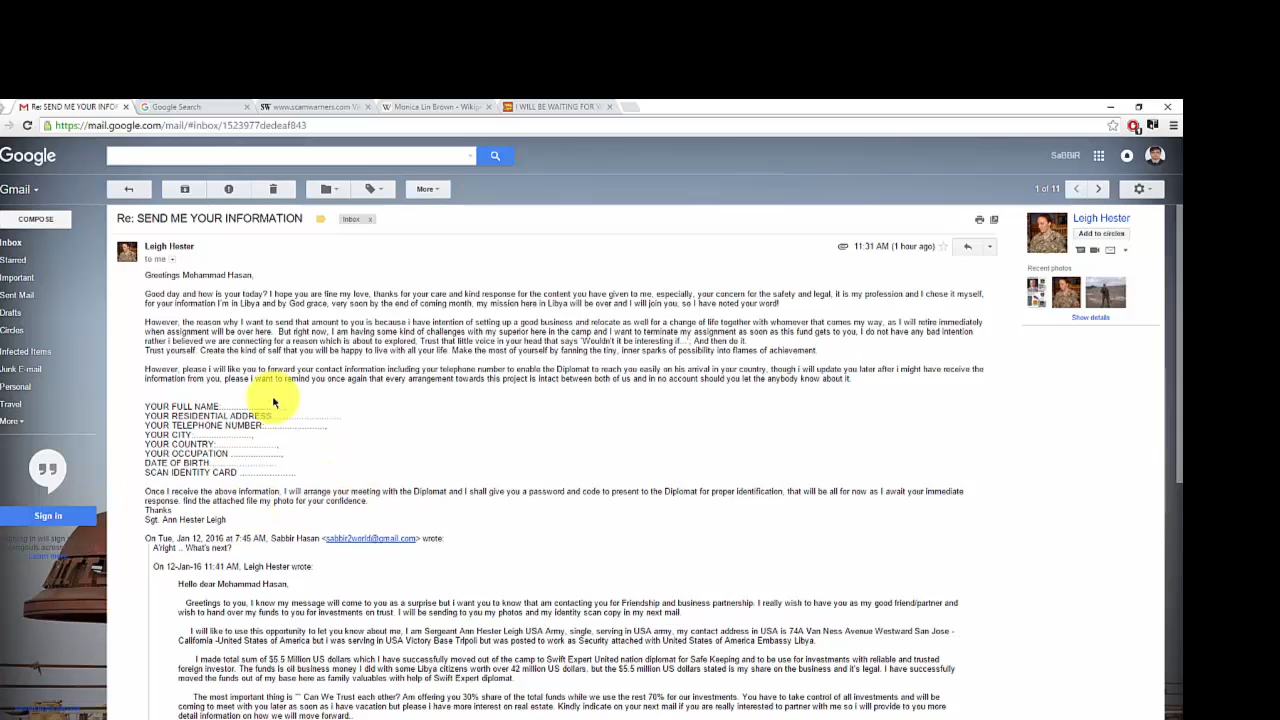 Re: SEND ME YOUR INFO
Google Search
www.scamwarners.com Vi
Monica Lin Brown - Wikip
I WILL BE WAITING FOR
https://mail.google.com/mail/#inbox/1523977dedeaf843
Google
SaBBiR
Gmail
More
1 of 11
COMPOSE
Inbox
Starred
Important
Sent Mail
Drafts
Circles
Infected Items
Junk E-mail
Personal
Travel
More
Sign in
Re: SEND ME YOUR INFORMATION
Inbox x
Leigh Hester
to me
11:31 AM (1 hour ago)
Greetings Mohammad Hasan,
Good day and how is your today? I hope you are fine my love, thanks for your care and kind response for the content you have given to me, especially, your concern for the safety and legal, it is my profession and I chose it myself,
for your information I'm in Libya and by God grace, very soon by the end of coming month, my mission here in Libya will be over and I will join you, so I have noted your word!
However, the reason why I want to send that amount to you is because i have intention of setting up a good business and relocate as well for a change of life together with whomever that comes my way, as I will retire immediately
when assignment will be over here. But right now, I am having some kind of challenges with my superior here in the camp and I want to terminate my assignment as soon as this fund gets to you, I do not have any bad intention
rather i believed we are connecting for a reason which is about to explored, Trust that little voice in your head that says 'Wouldn't it be interesting if...', And then do it.
Trust yourself. Create the kind of self that you will be happy to live with all your life. Make the most of yourself by fanning the tiny, inner sparks of possibility into flames of achievement.
However, please i will like you to forward your contact information including your telephone number to enable the Diplomat to reach you easily on his arrival in your country, though i will update you later after i might have receive the
information from you, please i want to remind you once again that every arrangement towards this project is intact between both of us and in no account should you let the anybody know about it.
YOUR FULL NAME:....................,
YOUR RESIDENTIAL ADDRESS......................
YOUR TELEPHONE NUMBER:...................,
YOUR CITY:...................,
YOUR COUNTRY:....................,
YOUR OCCUPATION .................,
DATE OF BIRTH.....................
SCAN IDENTITY CARD ..................
Once I receive the above information, I will arrange your meeting with the Diplomat and I shall give you a password and code to present to the Diplomat for proper identification, that will be all for now as I await your immediate
response. find the attached file my photo for your confidence.
Thanks
Sgt. Ann Hester Leigh
On Tue, Jan 12, 2016 at 7:45 AM, Sabbir Hasan <sabbir2world@gmail.com> wrote:
A'right .. What's next?
On 12-Jan-16 11:41 AM, Leigh Hester wrote:
Hello dear Mohammad Hasan,
Greetings to you, I know my message will come to you as a surprise but i want you to know that am contacting you for Friendship and business partnership. I really wish to have you as my good friend/partner and
wish to hand over my funds to you for investments on trust. I will be sending to you my photos and my identity scan copy in my next mail.
I will like to use this opportunity to let you know about me, I am Sergeant Ann Hester Leigh USA Army, single, serving in USA army, my contact address in USA is 74A Van Ness Avenue Westward San Jose -
California -United States of America but i was serving in USA Victory Base Tripoli but was posted to work as Security attached with United States of America Embassy Libya.
I made total sum of $5.5 Million US dollars which I have successfully moved out of the camp to Swift Expert United nation diplomat for Safe Keeping and to be use for investments with reliable and trusted
foreign investor. The funds is oil business money I did with some Libya citizens worth over 42 million US dollars, but the $5.5 million US dollars stated is my share on the business and it's legal. I have successfully
moved the funds out of my base here as family valuables with help of Swift Expert diplomat.
The most important thing is ``` Can We Trust each other? Am offering you 30% share of the total funds while we use the rest 70% for our investments. You have to take control of all investments and will be
coming to meet with you later as soon as i have vacation but please i have more interest on real estate. Kindly indicate on your next mail if you are really interested to partner with me so i will provide to you more
detail information on how we will move forward..
Leigh Hester
Add to circles
Recent photos
Show details